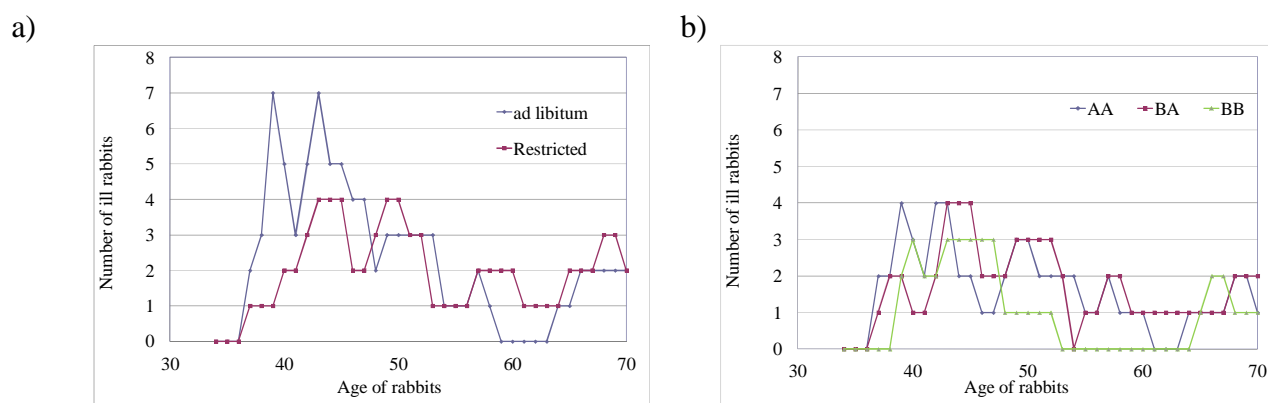 a)
8
7
6
5
4
3
2
1
0
Number of ill rabbits
ad libitum
Restricted
30 40 50 60 70
Age of rabbits
b)
8
7
6
5
4
3
2
1
0
Number of ill rabbits
AA BA BB
30 40 50 60 70
Age of rabbits